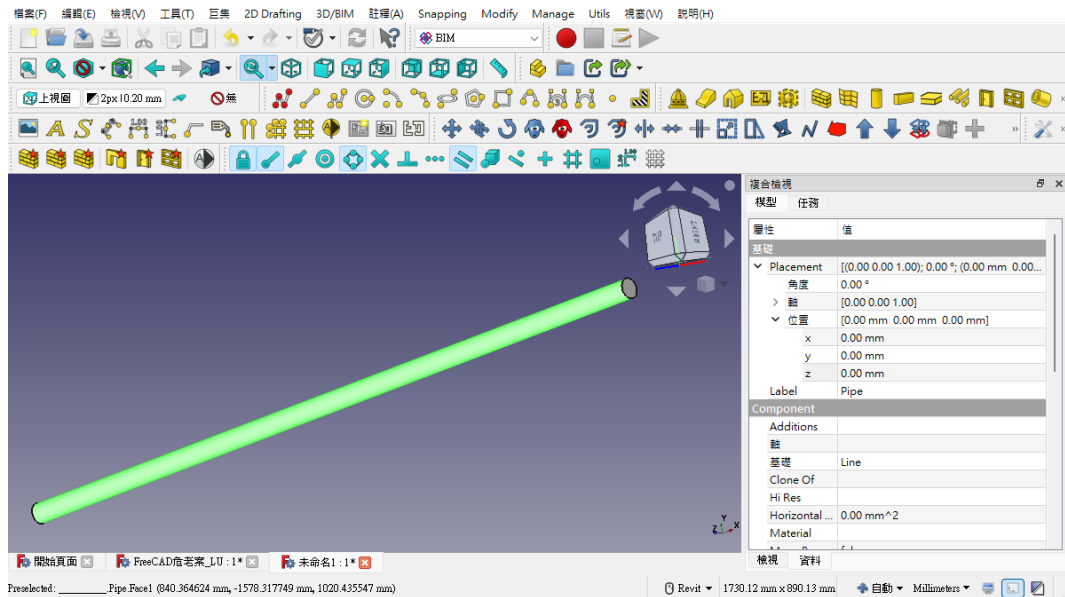 檔案(F) 編輯(E) 檢視(V) 工具(T) 巨集 2D Drafting 3D/BIM 註釋(A) Snapping Modify Manage Utils 視窗(W) 說明(H)
BIM
上視圖 2px | 0.20 mm 無
複合檢視
模型 任務
屬性 值
基礎
Placement [(0.00 0.00 1.00); 0.00 °; (0.00 mm 0.00...
角度 0.00 °
軸 [0.00 0.00 1.00]
位置 [0.00 mm 0.00 mm 0.00 mm]
x 0.00 mm
y 0.00 mm
z 0.00 mm
Label Pipe
Component
Additions
軸
基礎 Line
Clone Of
Hi Res
Horizontal ... 0.00 mm^2
Material
RIGHT
Y
Z X
開始頁面 FreeCAD危老案_LU : 1* 未命名1 : 1*
檢視 資料
Preselected: ________.Pipe.Face1 (840.364624 mm, -1578.317749 mm, 1020.435547 mm) Revit 1730.12 mm x 890.13 mm 自動 Millimeters